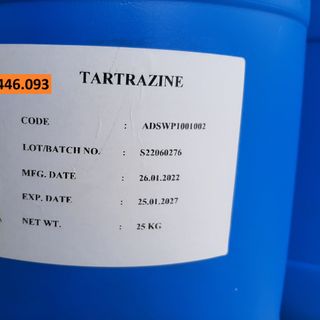 446.093
TARTRAZINE
CODE : ADSWP1001002
LOT/BATCH NO. : S22060276
MFG. DATE : 26.01.2022
EXP. DATE : 25.01.2027
NET WT. : 25 KG